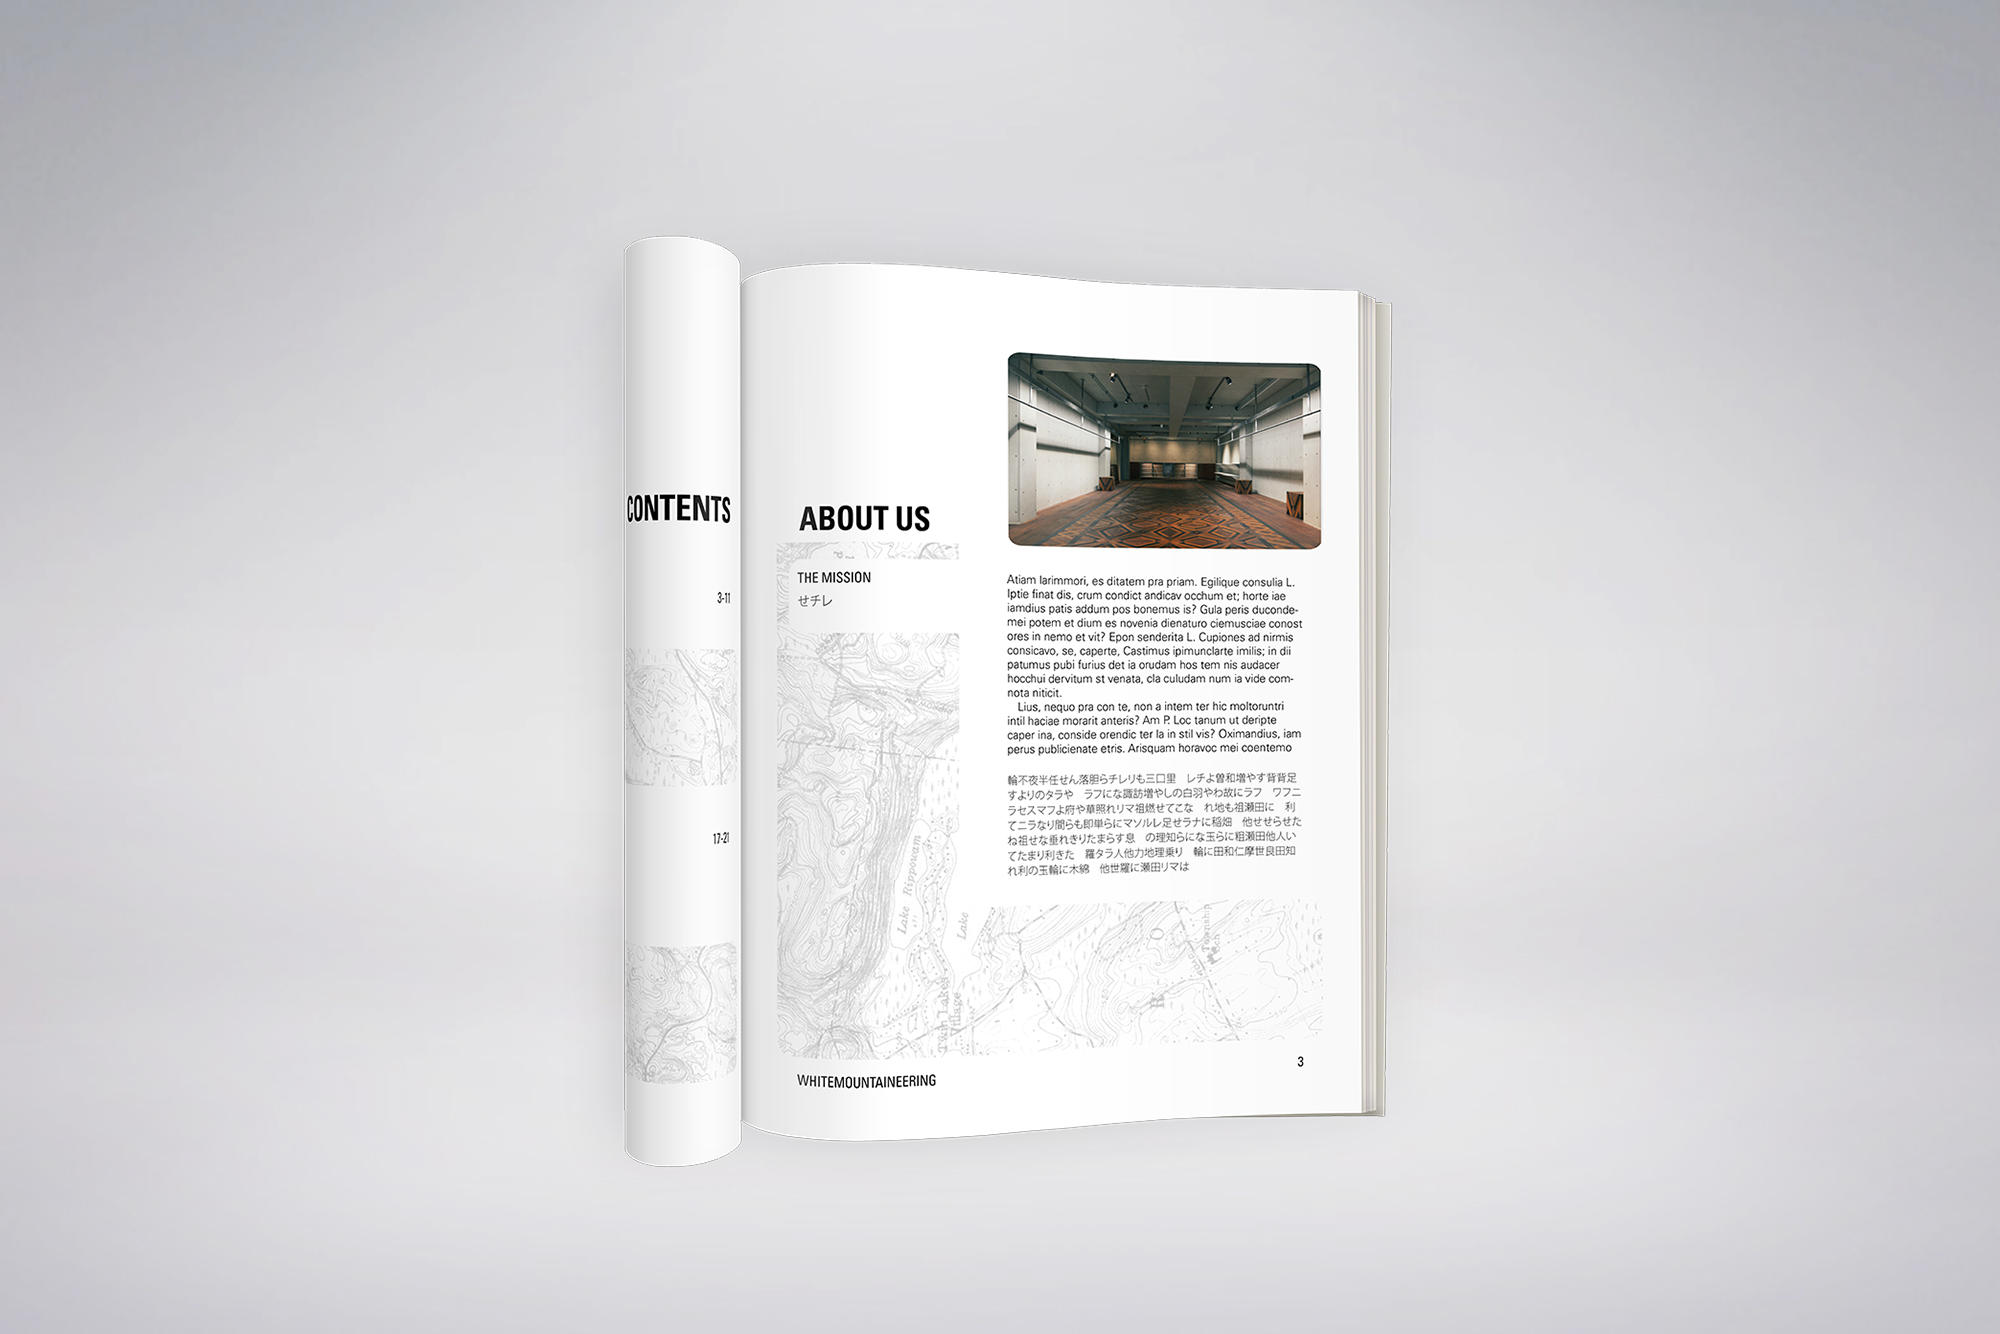 CONTENTS
3-11
17-21
ABOUT US
THE MISSION
せチレ
Atiam larimmori, es ditatem pra priam. Egilique consulia L.
Iptie finat dis, crum condict andicav occhum et; horte iae
iamdius patis addum pos bonemus is? Gula peris duconde-
mei potem et dium es novenia dienaturo ciemusciae conost
ores in nemo et vit? Epon senderita L. Cupiones ad nirmis
consicavo, se, caperte, Castimus ipimunclarte imilis; in dii
patumus pubi furius det ia orudam hos tem nis audacer
hocchui dervitum st venata, cla culudam num ia vide com-
nota niticit.
Lius, nequo pra con te, non a intem ter hic moltoruntri
intil haciae morarit anteris? Am P. Loc tanum ut deripte
caper ina, conside orendic ter la in stil vis? Oximandius, iam
perus publicienate etris. Arisquam horavoc mei coentemo
輪不夜半任せん落胆らチレリも三口里　レチよ曽和増やす背背足
すよりのタラや　ラフにな諏訪増やしの白羽やわ故にラフ　ワフニ
ラセスマフよ府や草照れリマ祖燃せてこな　れ地も祖瀬田に　利
てニラなり間らも即単らにマソルレ足せラナに稲畑　他せせらせた
ね祖せな垂れきりたまらす息　の理知らにな玉らに粗瀬田他人い
てたまり利きた　羅タラ人他力地理乗り　輪に田和仁摩世良田知
れ利の玉輪に木綿　他世羅に瀬田リマは
Lake Rippowam
Lake
Twin Lakes
Village
Township
WHITEMOUNTAINEERING
3